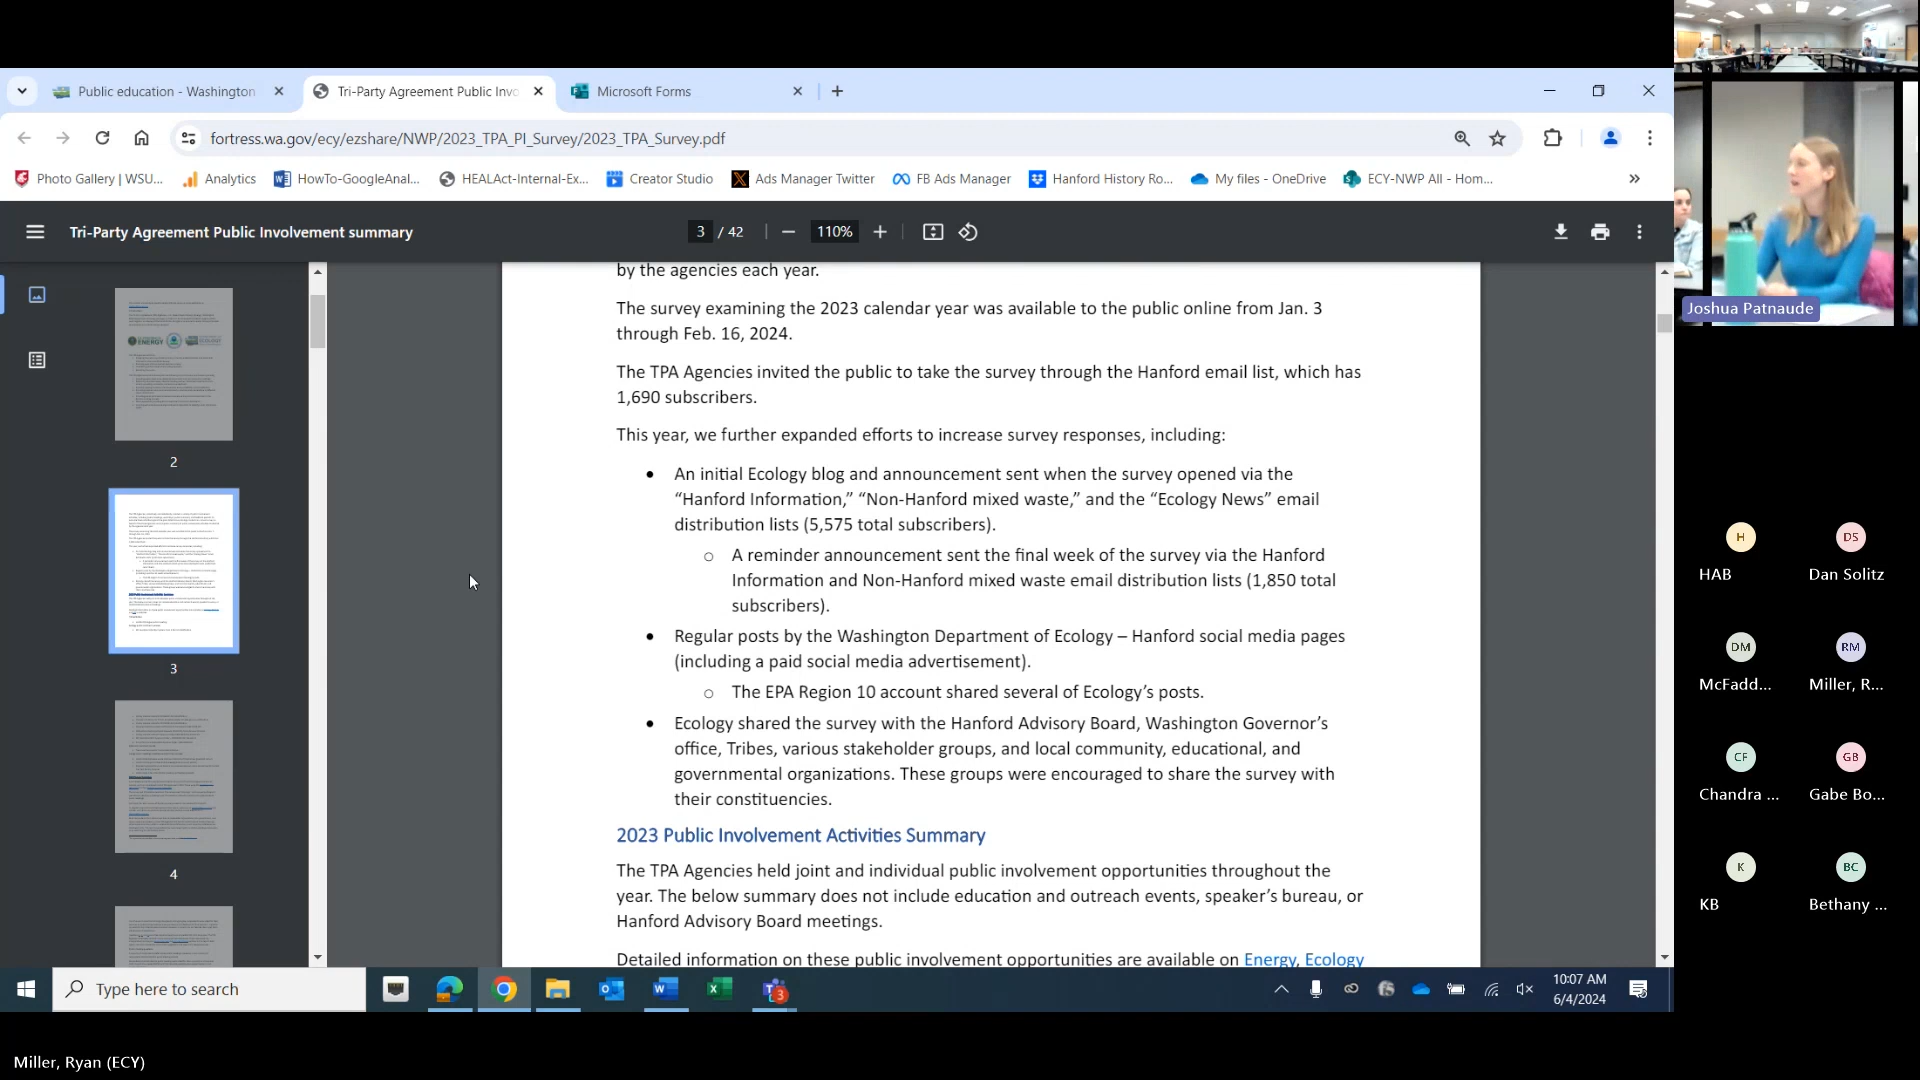 Public education - Washington
Tri-Party Agreement Public Invo
Microsoft Forms
fortress.wa.gov/ecy/ezshare/NWP/2023_TPA_PI_Survey/2023_TPA_Survey.pdf
Photo Gallery | WSU...
Analytics
HowTo-GoogleAnal...
HEALAct-Internal-Ex...
Creator Studio
Ads Manager Twitter
FB Ads Manager
Hanford History Ro...
My files - OneDrive
ECY-NWP All - Hom...
Tri-Party Agreement Public Involvement summary
3 / 42
110%
2
3
4
by the agencies each year.
The survey examining the 2023 calendar year was available to the public online from Jan. 3
through Feb. 16, 2024.
The TPA Agencies invited the public to take the survey through the Hanford email list, which has
1,690 subscribers.
This year, we further expanded efforts to increase survey responses, including:
• An initial Ecology blog and announcement sent when the survey opened via the
“Hanford Information,” “Non-Hanford mixed waste,” and the “Ecology News” email
distribution lists (5,575 total subscribers).
○ A reminder announcement sent the final week of the survey via the Hanford
Information and Non-Hanford mixed waste email distribution lists (1,850 total
subscribers).
• Regular posts by the Washington Department of Ecology – Hanford social media pages
(including a paid social media advertisement).
○ The EPA Region 10 account shared several of Ecology’s posts.
• Ecology shared the survey with the Hanford Advisory Board, Washington Governor’s
office, Tribes, various stakeholder groups, and local community, educational, and
governmental organizations. These groups were encouraged to share the survey with
their constituencies.
2023 Public Involvement Activities Summary
The TPA Agencies held joint and individual public involvement opportunities throughout the
year. The below summary does not include education and outreach events, speaker’s bureau, or
Hanford Advisory Board meetings.
Detailed information on these public involvement opportunities are available on Energy, Ecology
Type here to search
3
10:07 AM
6/4/2024
Joshua Patnaude
H
HAB
DS
Dan Solitz
DM
McFadd...
RM
Miller, R...
CF
Chandra ...
GB
Gabe Bo...
K
KB
BC
Bethany ...
Miller, Ryan (ECY)